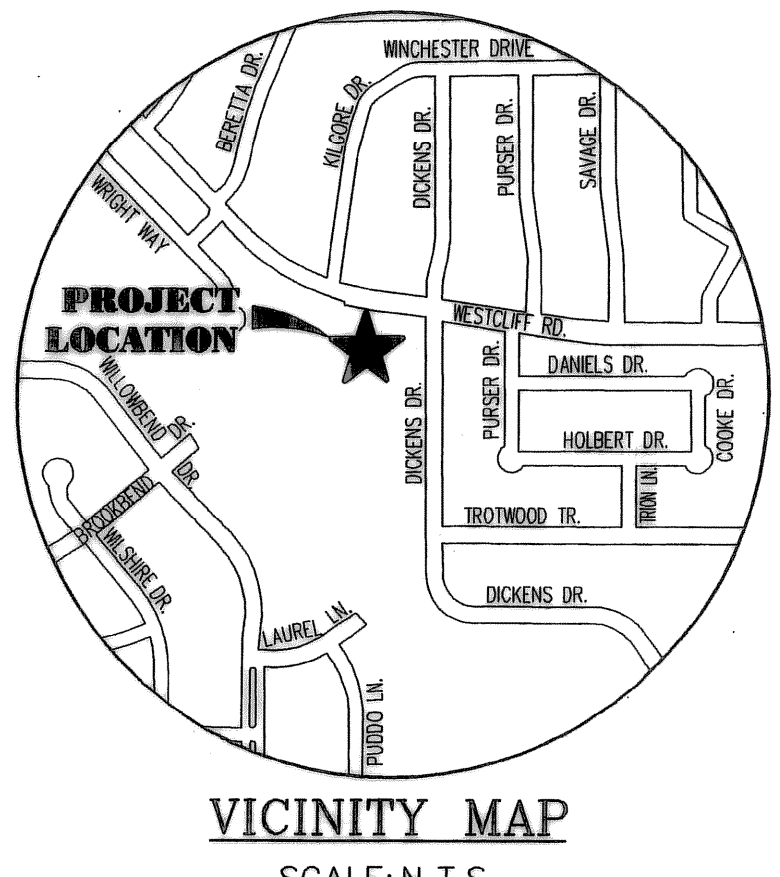 WINCHESTER DRIVE
BERETTA DR.
KILGORE DR.
DICKENS DR.
PURSER DR.
SAVAGE DR.
WRIGHT WAY
PROJECT
LOCATION
WESTCLIFF RD.
DANIELS DR.
WILLOWBEND DR.
DICKENS DR.
PURSER DR.
COOKE DR.
HOLBERT DR.
BROOKBEND DR.
TRION LN.
TROTWOOD TR.
WILSHIRE DR.
DICKENS DR.
LAUREL LN.
PUDDO LN.
VICINITY MAP
SCALE: N.T.S.